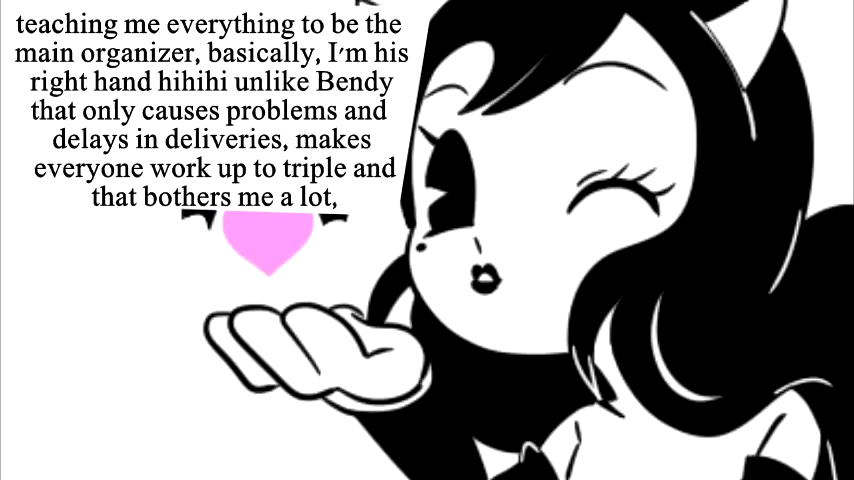 teaching me everything to be the
main organizer, basically, I'm his
right hand hihihi unlike Bendy
that only causes problems and
delays in deliveries, makes
everyone work up to triple and
that bothers me a lot,